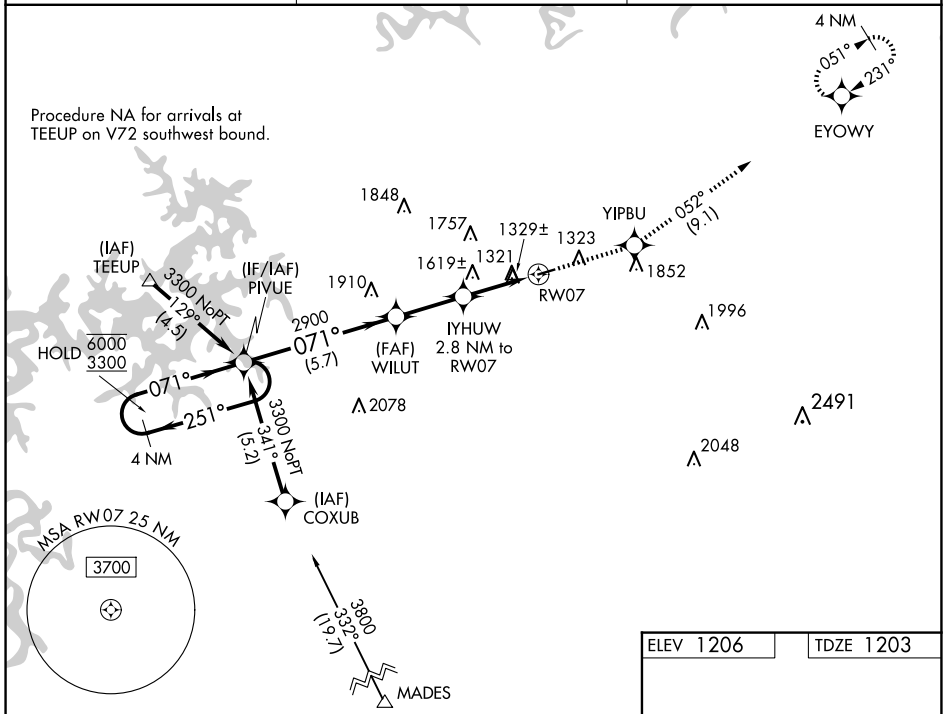 4 NM
051°
231°
EYOWY
Procedure NA for arrivals at
TEEUP on V72 southwest bound.
1848
1757
1329±
YIPBU
052°
(9.1)
1619±
1321
1323
1852
RW07
(IAF)
TEEUP
3300 NoPT
129°
(4.5)
(IF/IAF)
PIVUE
1910
2900
071°
(5.7)
(FAF)
WILUT
IYHUW
2.8 NM to
RW07
1996
HOLD
6000
3300
071°
251°
4 NM
3300 NoPT
341°
(5.2)
2078
2491
2048
(IAF)
COXUB
MSA RW07 25 NM
3700
3800
332°
(19.7)
MADES
ELEV 1206
TDZE 1203